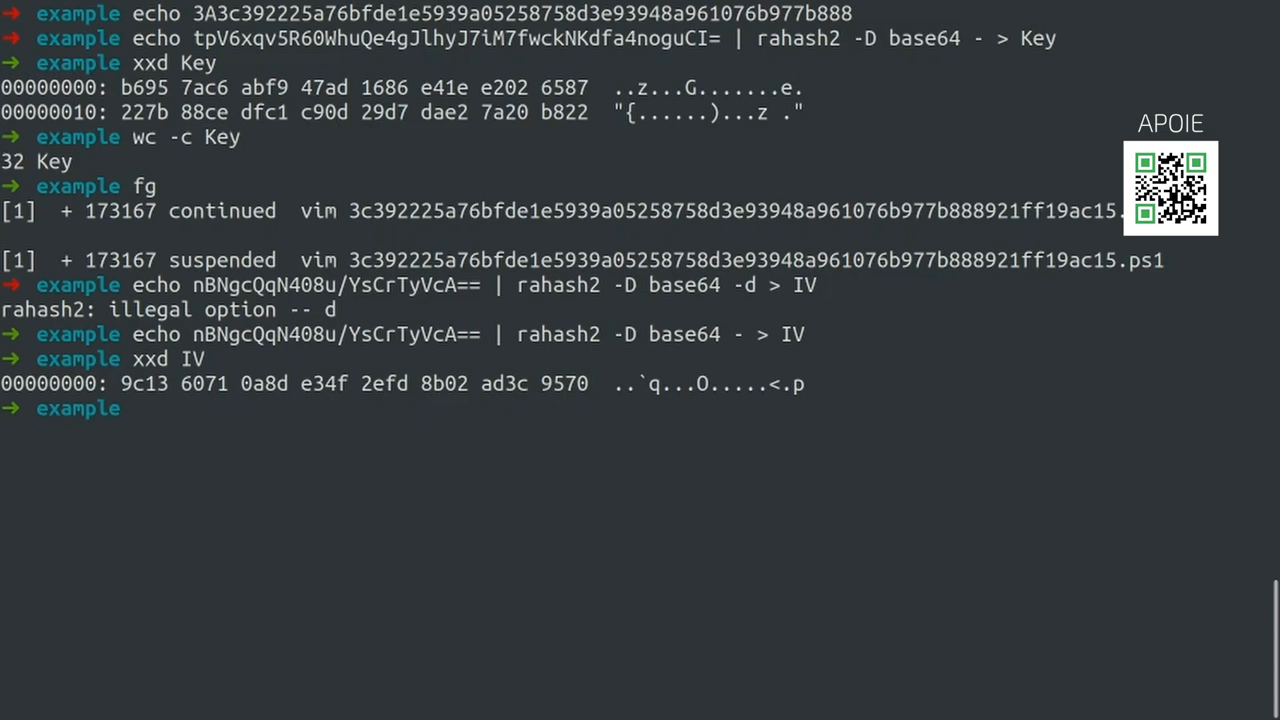 ➜ example echo 3A3c392225a76bfde1e5939a05258758d3e93948a961076b977b888
➜ example echo tpV6xqv5R60WhuQe4gJlhyJ7iM7fwckNKdfa4noguCI= | rahash2 -D base64 - > Key
➜ example xxd Key
00000000: b695 7ac6 abf9 47ad 1686 e41e e202 6587 ..z...G.......e.
00000010: 227b 88ce dfc1 c90d 29d7 dae2 7a20 b822 "{......)...z ."
➜ example wc -c Key
32 Key
➜ example fg
[1] + 173167 continued vim 3c392225a76bfde1e5939a05258758d3e93948a961076b977b888921ff19ac15.
[1] + 173167 suspended vim 3c392225a76bfde1e5939a05258758d3e93948a961076b977b888921ff19ac15.ps1
➜ example echo nBNgcQqN408u/YsCrTyVcA== | rahash2 -D base64 -d > IV
rahash2: illegal option -- d
➜ example echo nBNgcQqN408u/YsCrTyVcA== | rahash2 -D base64 - > IV
➜ example xxd IV
00000000: 9c13 6071 0a8d e34f 2efd 8b02 ad3c 9570 ..`q...O.....<.p
➜ example
APOIE